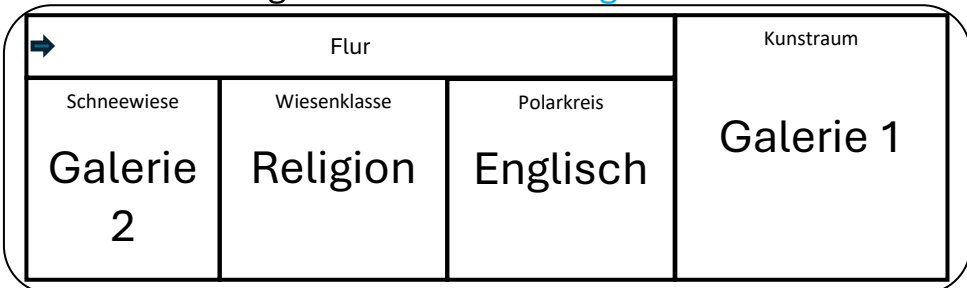 Flur
Kunstraum
Schneewiese
Wiesenklasse
Polarkreis
Galerie
2
Religion
Englisch
Galerie 1